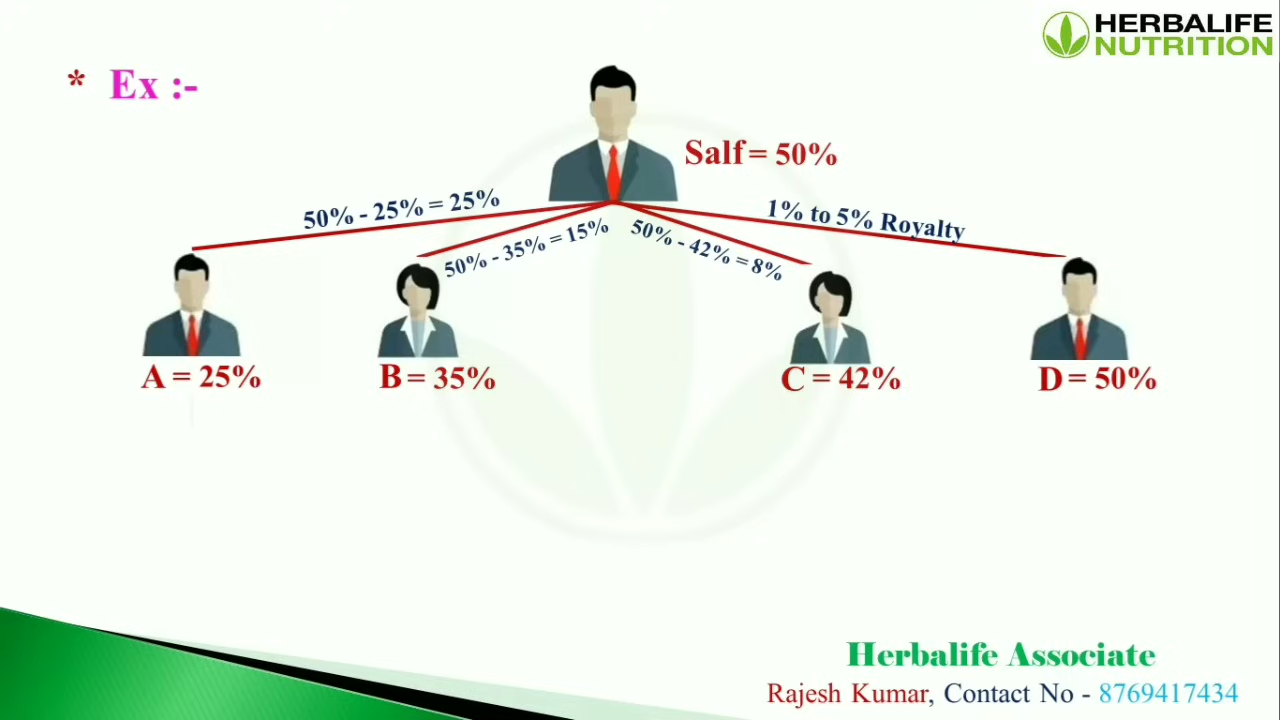 HERBALIFE
NUTRITION
* Ex :-
Salf = 50%
50% - 25% = 25%
50% - 35% = 15%
50% - 42% = 8%
1% to 5% Royalty
A = 25%
B = 35%
C = 42%
D = 50%
Herbalife Associate
Rajesh Kumar, Contact No - 8769417434